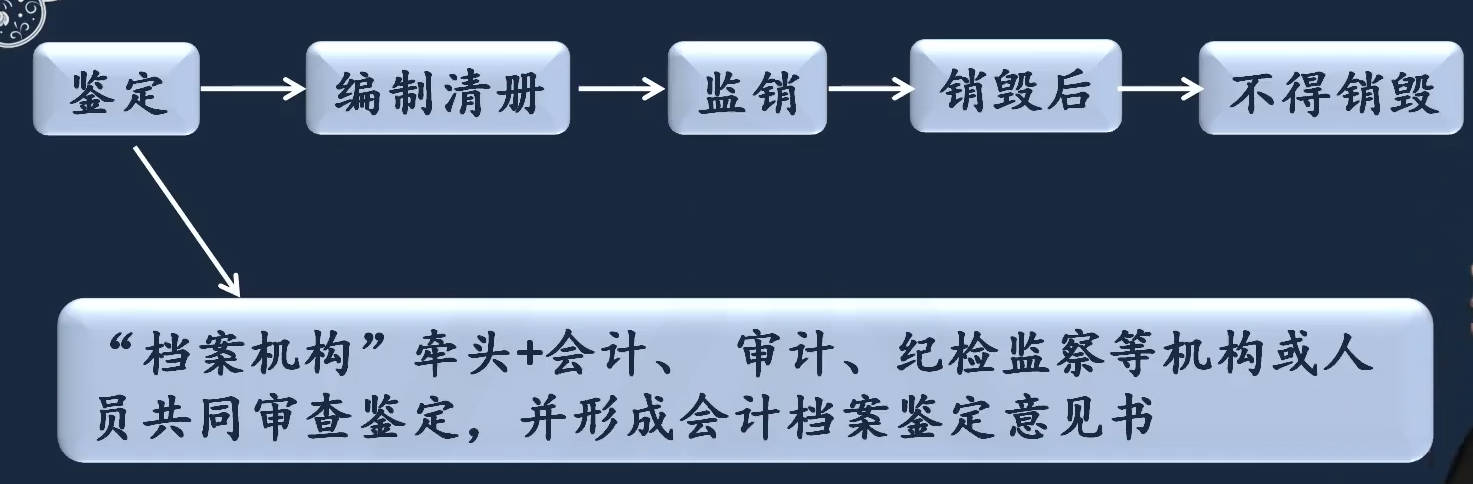 鉴定
编制清册
监销
销毁后
不得销毁
“档案机构”牵头+会计、 审计、纪检监察等机构或人
员共同审查鉴定，并形成会计档案鉴定意见书